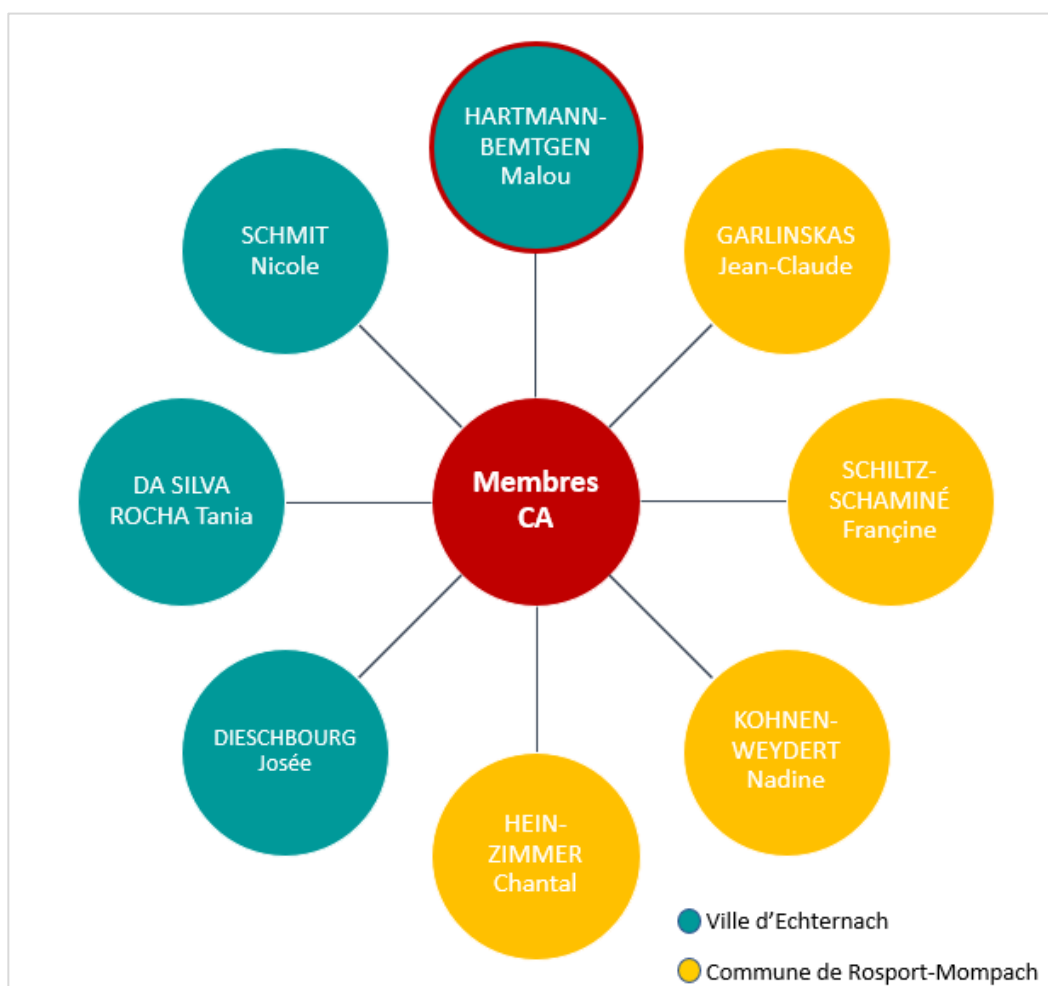 HARTMANN-
BEMTGEN
Malou
SCHMIT
Nicole
GARLINSKAS
Jean-Claude
DA SILVA
ROCHA Tania
Membres
CA
SCHILTZ-
SCHAMINÉ
Françine
DIESCHBOURG
Josée
KOHNEN-
WEYDERT
Nadine
HEIN-
ZIMMER
Chantal
Ville d’Echternach
Commune de Rosport-Mompach